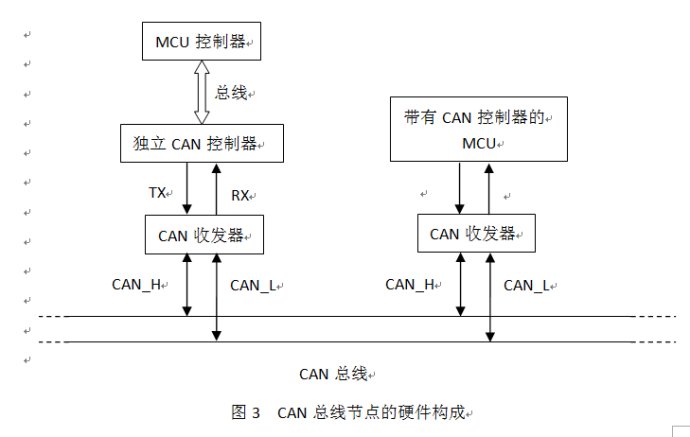 MCU 控制器
总线
独立 CAN 控制器
TX
RX
CAN 收发器
CAN_H
CAN_L
带有 CAN 控制器的
MCU
CAN 收发器
CAN_H
CAN_L
CAN 总线
图 3 CAN 总线节点的硬件构成